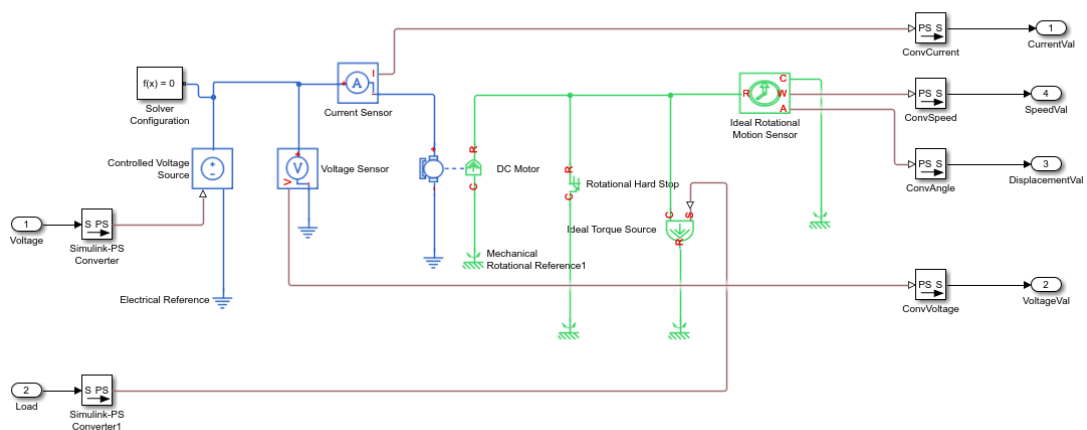 PS S
1
ConvCurrent
CurrentVal
I
f(x) = 0
A
Solver
Configuration
Current Sensor
C
R
W
A
PS S
4
Ideal Rotational
Motion Sensor
ConvSpeed
SpeedVal
Controlled Voltage
Source
V
V
Voltage Sensor
R
C
DC Motor
R
C
Rotational Hard Stop
PS S
3
ConvAngle
DisplacementVal
1
Voltage
S PS
Simulink-PS
Converter
C
S
R
Ideal Torque Source
Mechanical
Rotational Reference1
Electrical Reference
PS S
2
ConvVoltage
VoltageVal
2
Load
S PS
Simulink-PS
Converter1